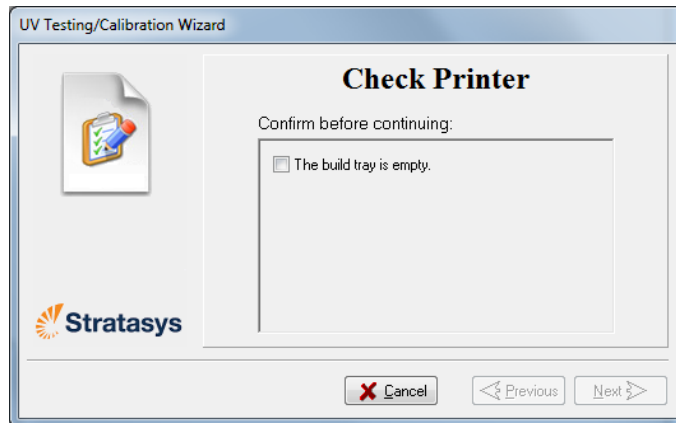 UV Testing/Calibration Wizard
Check Printer
Confirm before continuing:
The build tray is empty.
Stratasys
Cancel
Previous
Next